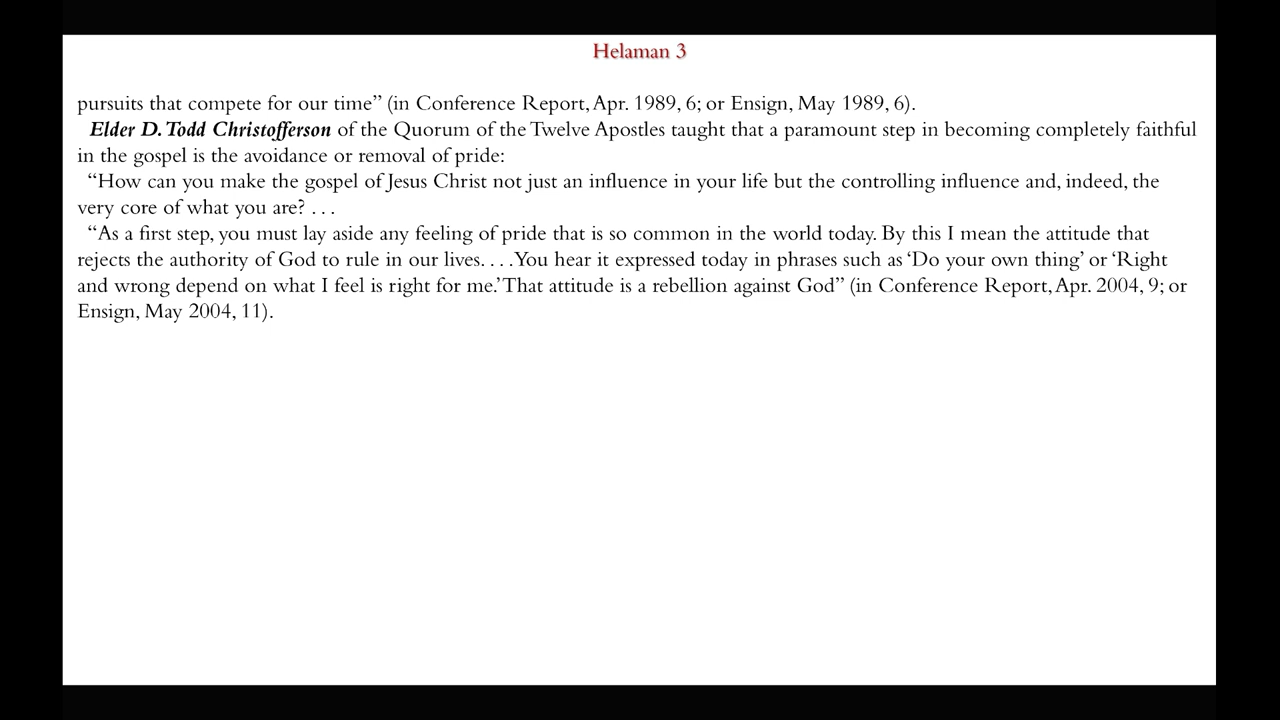 Helaman 3
pursuits that compete for our time” (in Conference Report, Apr. 1989, 6; or Ensign, May 1989, 6).
Elder D. Todd Christofferson of the Quorum of the Twelve Apostles taught that a paramount step in becoming completely faithful
in the gospel is the avoidance or removal of pride:
“How can you make the gospel of Jesus Christ not just an influence in your life but the controlling influence and, indeed, the
very core of what you are? . . .
“As a first step, you must lay aside any feeling of pride that is so common in the world today. By this I mean the attitude that
rejects the authority of God to rule in our lives. . . . You hear it expressed today in phrases such as ‘Do your own thing’ or ‘Right
and wrong depend on what I feel is right for me.’ That attitude is a rebellion against God” (in Conference Report, Apr. 2004, 9; or
Ensign, May 2004, 11).